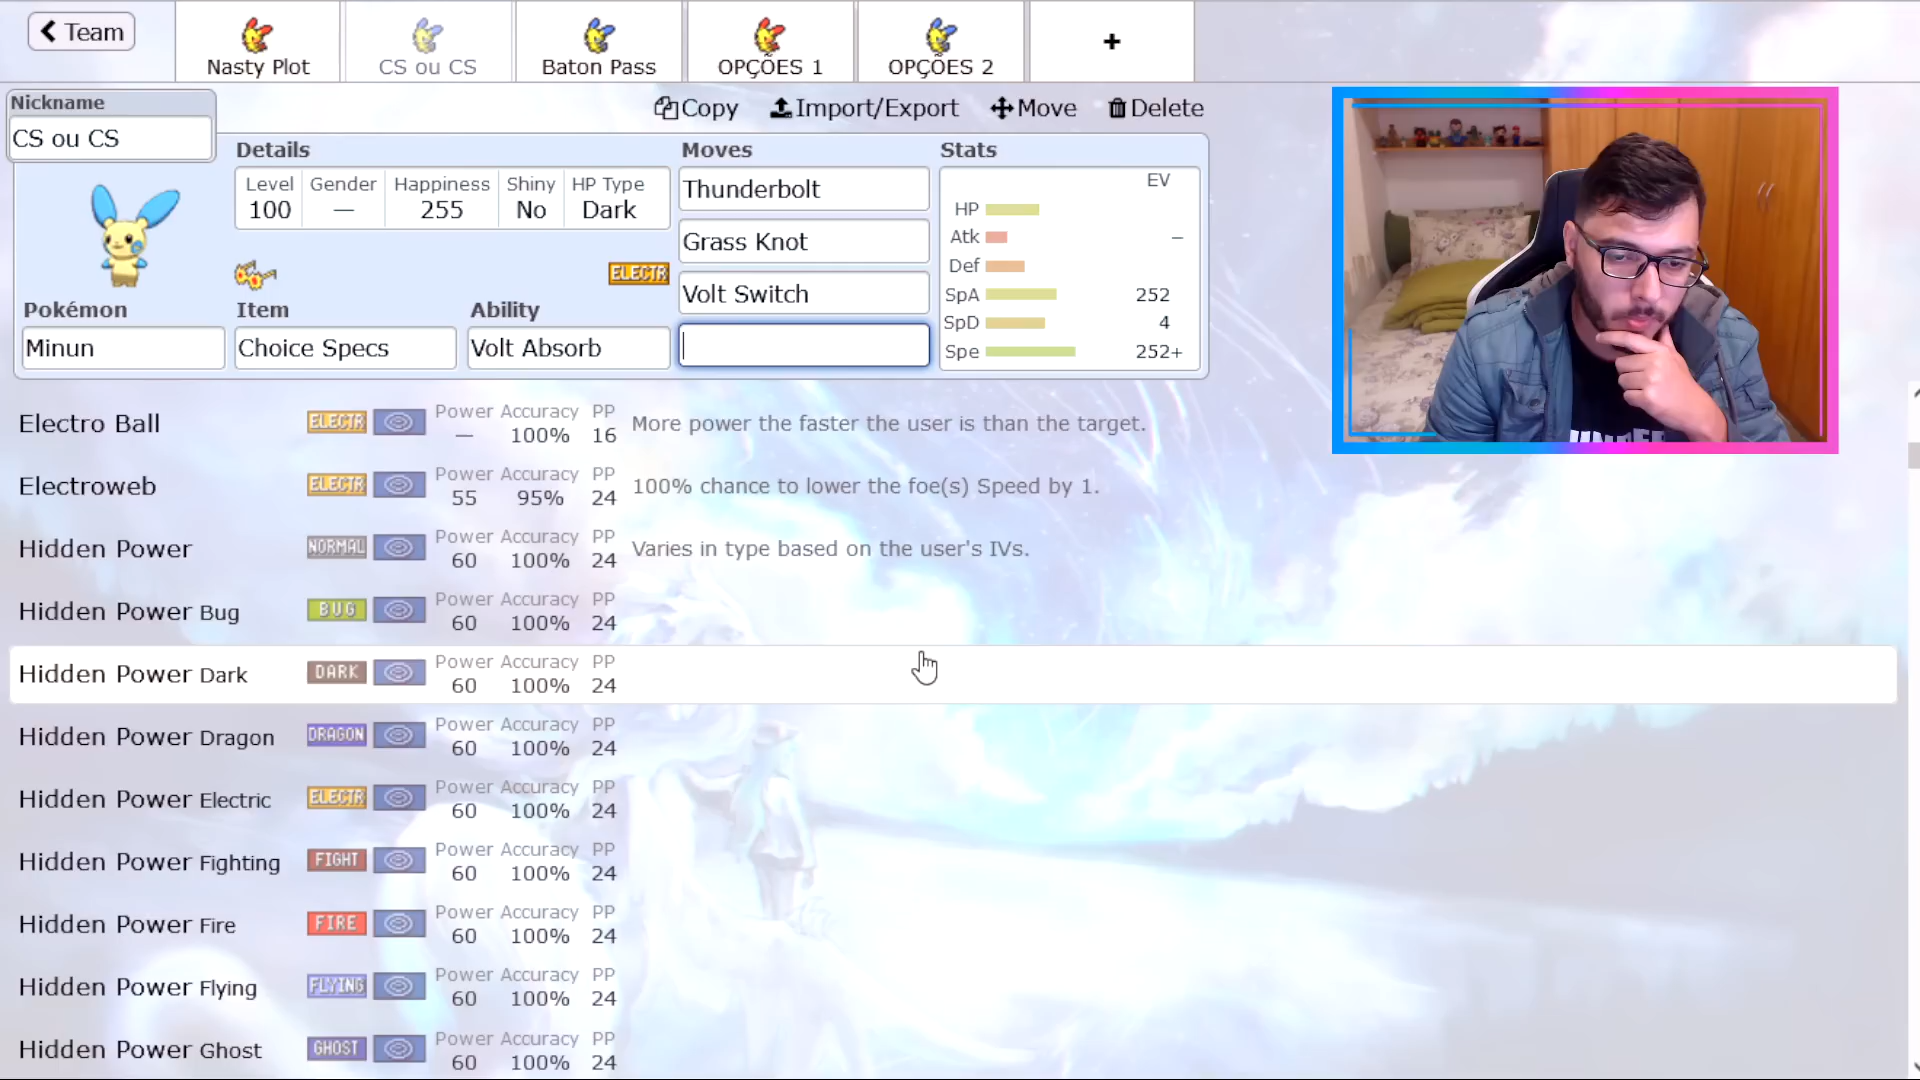 Team
Nasty Plot
CS ou CS
Baton Pass
OPÇÕES 1
OPÇÕES 2
+
Nickname
CS ou CS
Copy Import/Export Move Delete
Details
Level Gender Happiness Shiny HP Type
100 — 255 No Dark
ELECTR
Pokémon
Minun
Item
Choice Specs
Ability
Volt Absorb
Moves
Thunderbolt
Grass Knot
Volt Switch
Stats
EV
HP
Atk –
Def
SpA 252
SpD 4
Spe 252+
Electro Ball ELECTR Power — Accuracy 100% PP 16 More power the faster the user is than the target.
Electroweb ELECTR Power 55 Accuracy 95% PP 24 100% chance to lower the foe(s) Speed by 1.
Hidden Power NORMAL Power 60 Accuracy 100% PP 24 Varies in type based on the user's IVs.
Hidden Power Bug BUG Power 60 Accuracy 100% PP 24
Hidden Power Dark DARK Power 60 Accuracy 100% PP 24
Hidden Power Dragon DRAGON Power 60 Accuracy 100% PP 24
Hidden Power Electric ELECTR Power 60 Accuracy 100% PP 24
Hidden Power Fighting FIGHT Power 60 Accuracy 100% PP 24
Hidden Power Fire FIRE Power 60 Accuracy 100% PP 24
Hidden Power Flying FLYING Power 60 Accuracy 100% PP 24
Hidden Power Ghost GHOST Power 60 Accuracy 100% PP 24